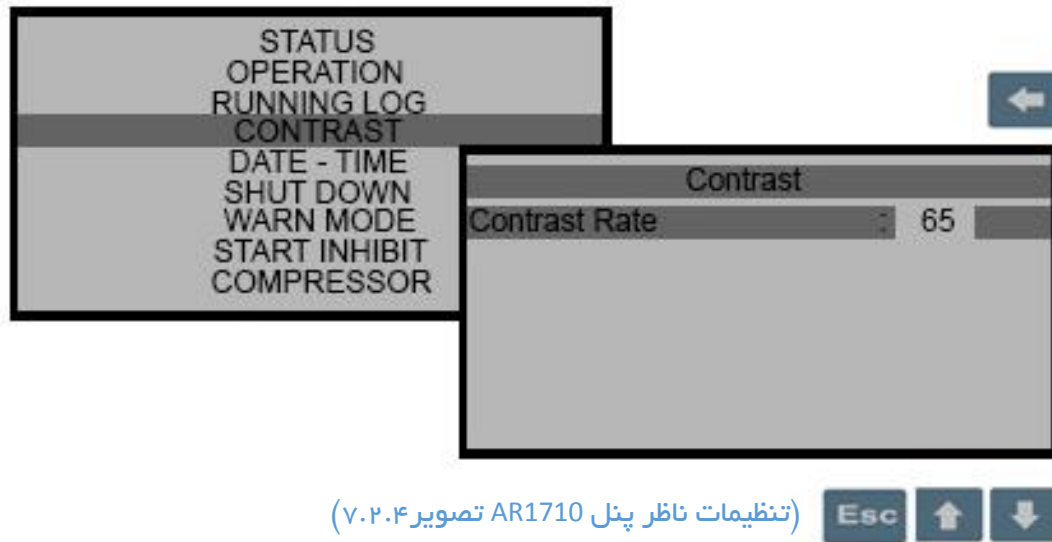 STATUS
OPERATION
RUNNING LOG
CONTRAST
DATE - TIME
SHUT DOWN
WARN MODE
START INHIBIT
COMPRESSOR
Contrast
Contrast Rate : 65
(تنظیمات ناظر پنل AR1710 تصویر۷.۲.۴)
Esc